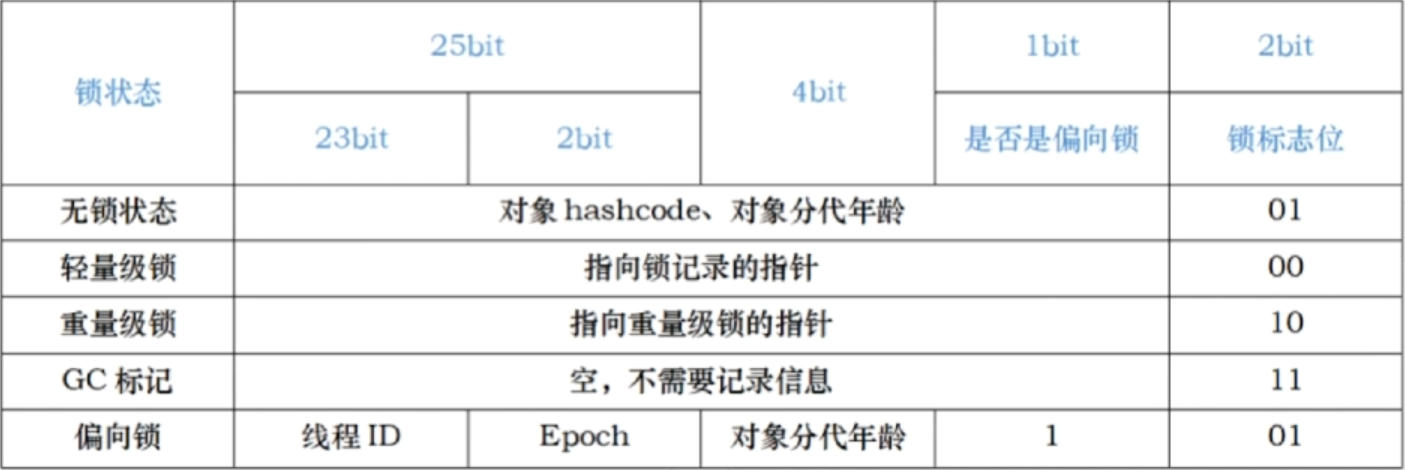 锁状态
25bit
4bit
1bit
2bit
23bit
2bit
是否是偏向锁
锁标志位
无锁状态
对象 hashcode、对象分代年龄
01
轻量级锁
指向锁记录的指针
00
重量级锁
指向重量级锁的指针
10
GC 标记
空，不需要记录信息
11
偏向锁
线程 ID
Epoch
对象分代年龄
1
01